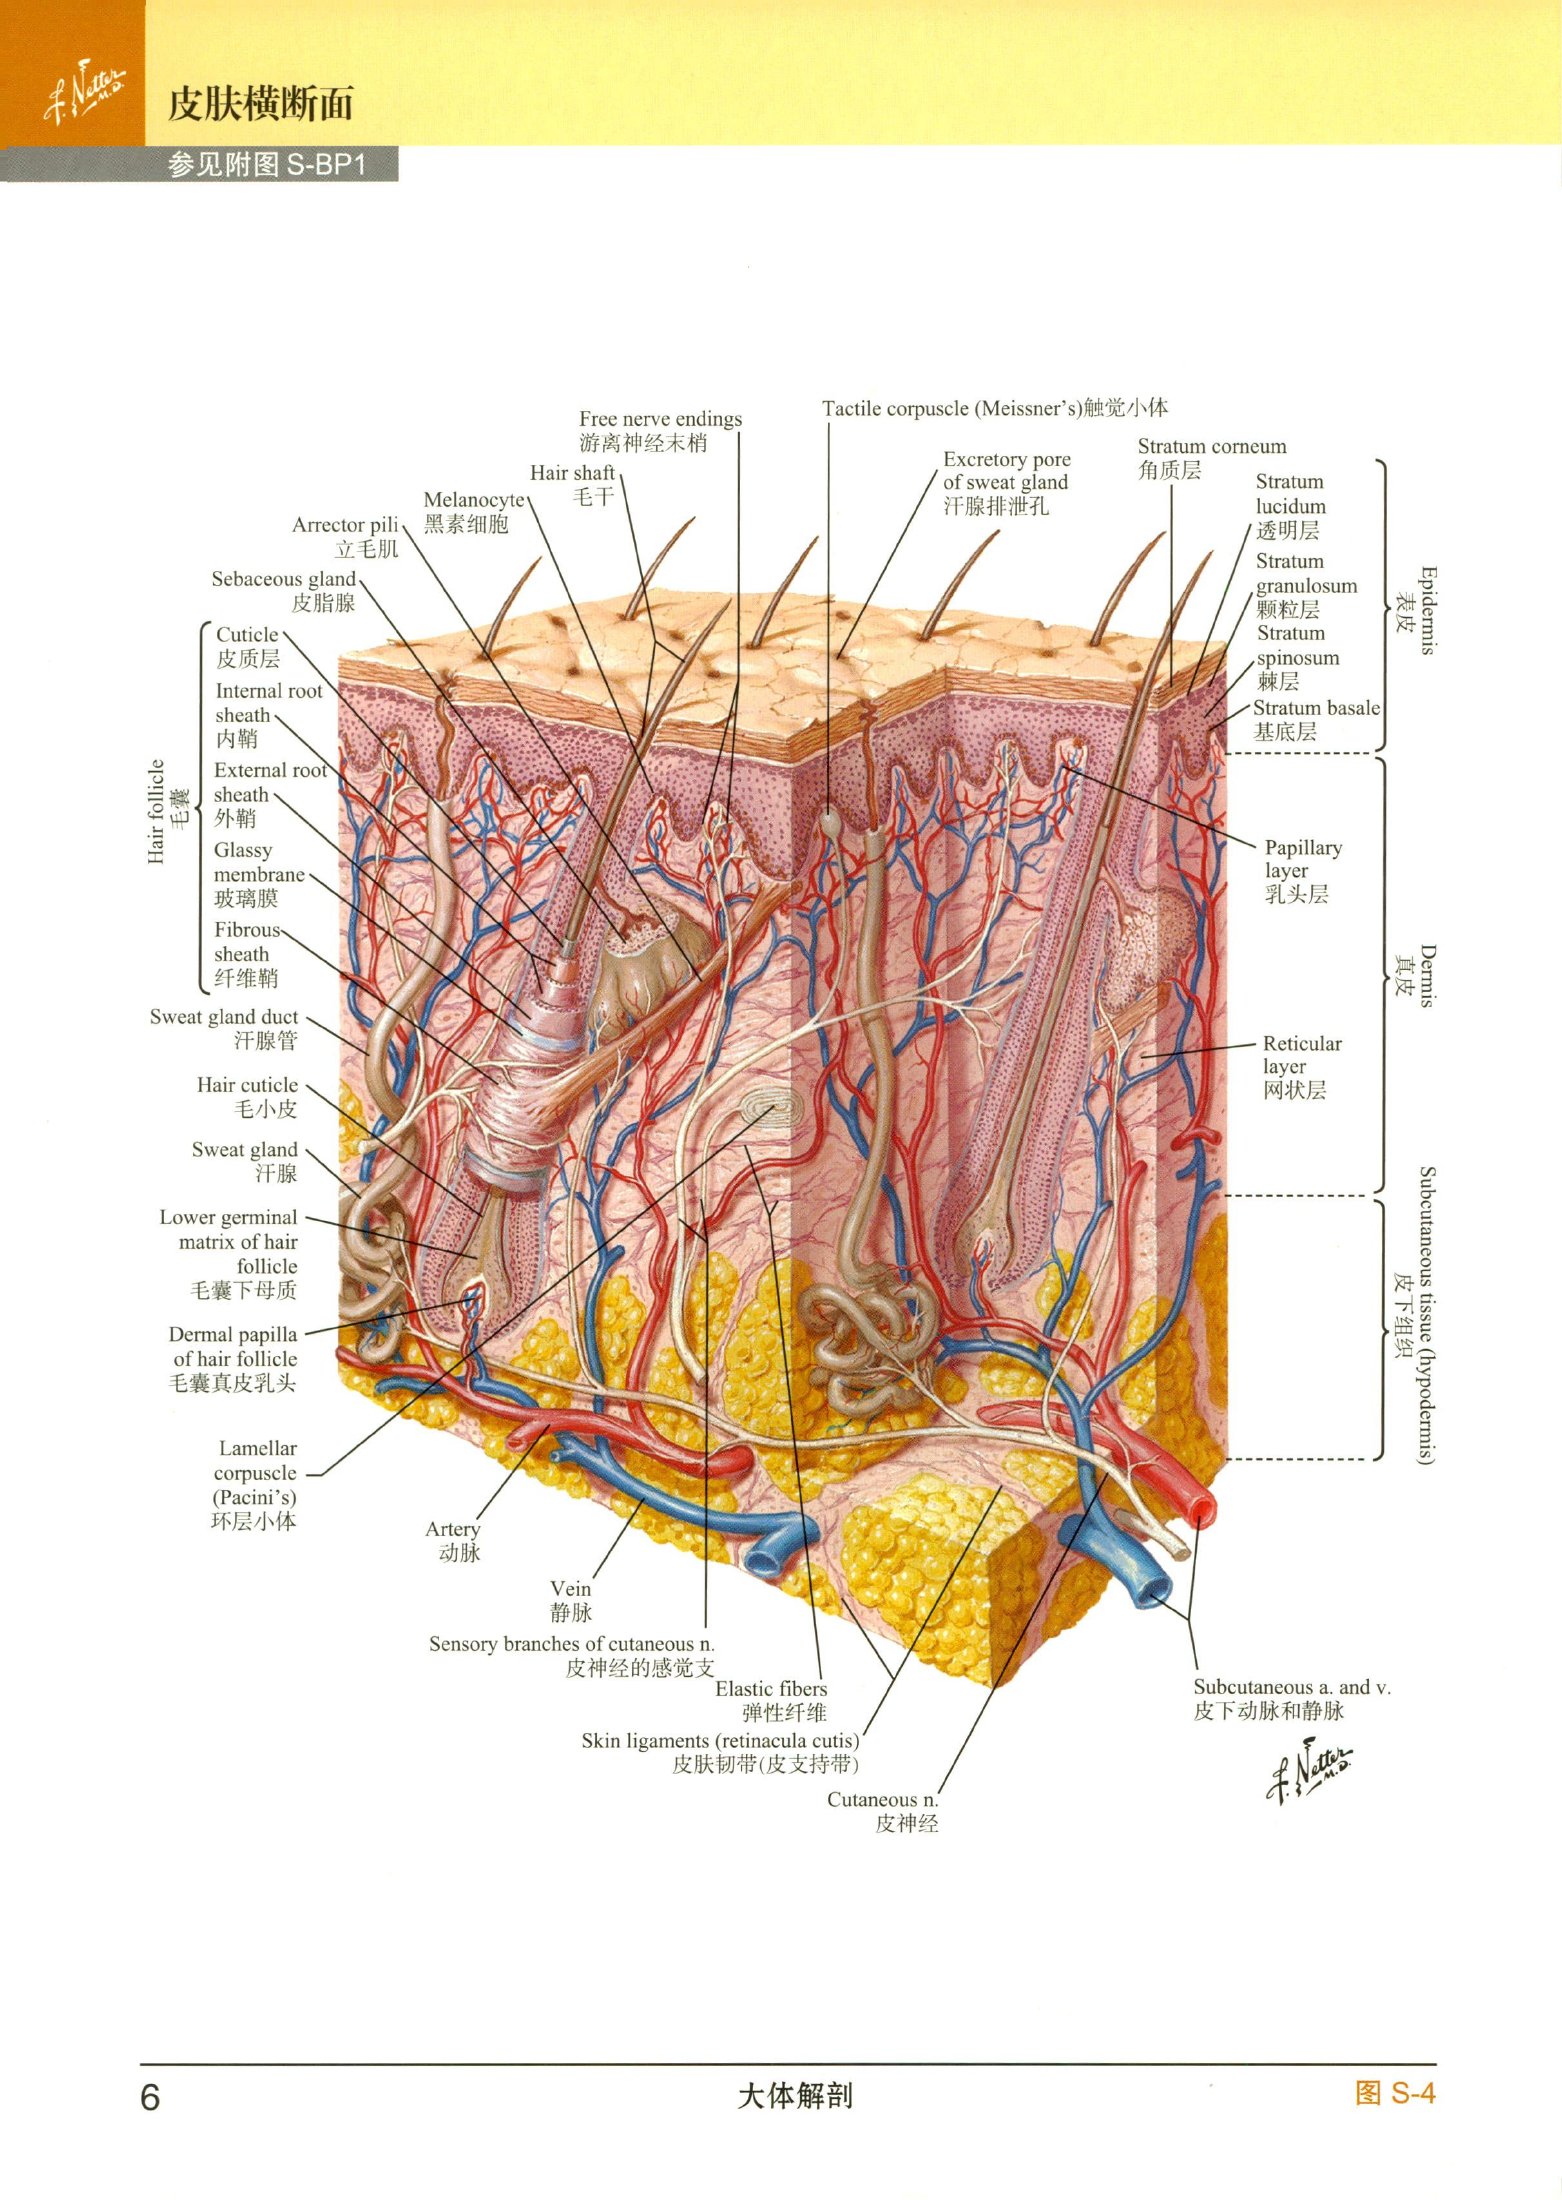 F. Netter M.D.
皮肤横断面
参见附图 S-BP1
Free nerve endings
游离神经末梢
Hair shaft
毛干
Melanocyte
黑素细胞
Arrector pili
立毛肌
Sebaceous gland
皮脂腺
Hair follicle
毛囊
Cuticle
皮质层
Internal root
sheath
内鞘
External root
sheath
外鞘
Glassy
membrane
玻璃膜
Fibrous
sheath
纤维鞘
Sweat gland duct
汗腺管
Hair cuticle
毛小皮
Sweat gland
汗腺
Lower germinal
matrix of hair
follicle
毛囊下母质
Dermal papilla
of hair follicle
毛囊真皮乳头
Lamellar
corpuscle
(Pacini's)
环层小体
Tactile corpuscle (Meissner's)触觉小体
Excretory pore
of sweat gland
汗腺排泄孔
Stratum corneum
角质层
Stratum
lucidum
透明层
Stratum
granulosum
颗粒层
Stratum
spinosum
棘层
Stratum basale
基底层
Epidermis
表皮
Papillary
layer
乳头层
Reticular
layer
网状层
Dermis
真皮
Subcutaneous tissue (hypodermis)
皮下组织
Artery
动脉
Vein
静脉
Sensory branches of cutaneous n.
皮神经的感觉支
Elastic fibers
弹性纤维
Skin ligaments (retinacula cutis)
皮肤韧带(皮支持带)
Cutaneous n.
皮神经
Subcutaneous a. and v.
皮下动脉和静脉
F. Netter M.D.
6
大体解剖
图 S-4